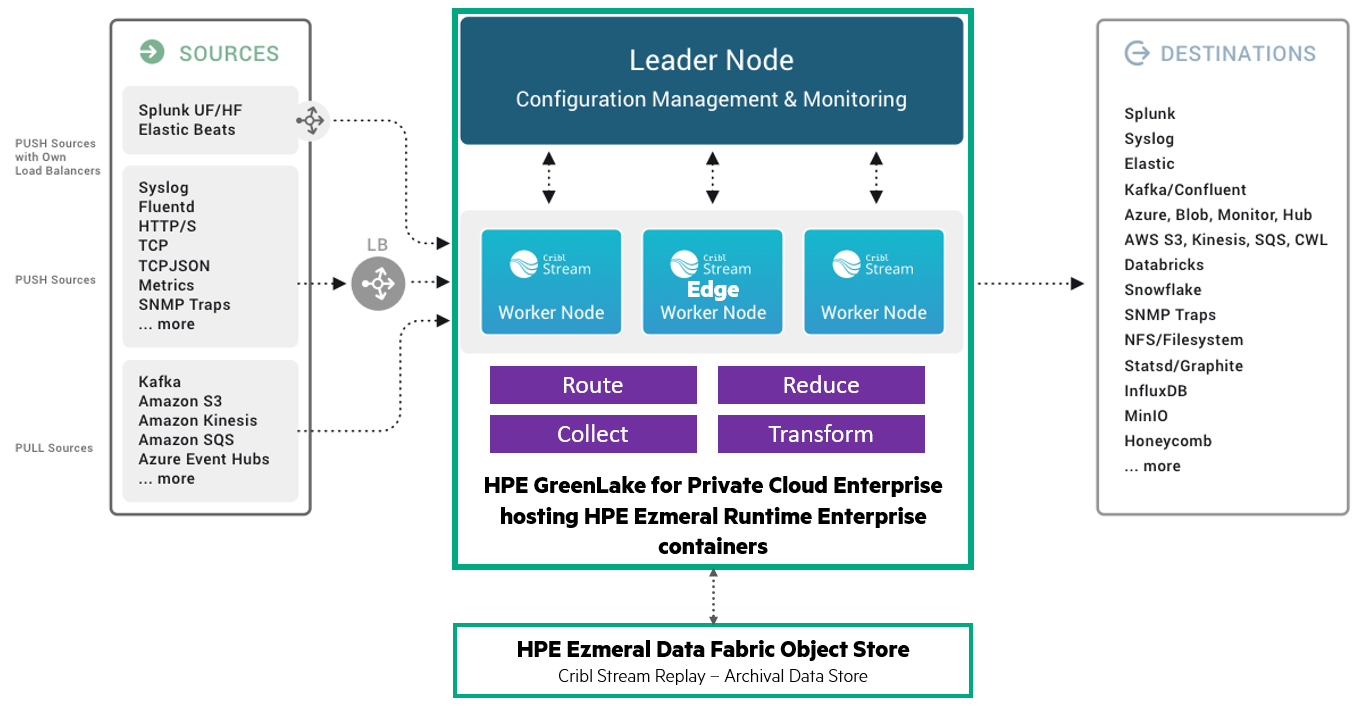 SOURCES
PUSH Sources
with Own
Load Balancers
Splunk UF/HF
Elastic Beats
PUSH Sources
Syslog
Fluentd
HTTP/S
TCP
TCPJSON
Metrics
SNMP Traps
... more
PULL Sources
Kafka
Amazon S3
Amazon Kinesis
Amazon SQS
Azure Event Hubs
... more
LB
Leader Node
Configuration Management & Monitoring
Cribl
Stream
Worker Node
Cribl
Stream
Edge
Worker Node
Cribl
Stream
Worker Node
Route
Reduce
Collect
Transform
HPE GreenLake for Private Cloud Enterprise
hosting HPE Ezmeral Runtime Enterprise
containers
HPE Ezmeral Data Fabric Object Store
Cribl Stream Replay – Archival Data Store
DESTINATIONS
Splunk
Syslog
Elastic
Kafka/Confluent
Azure, Blob, Monitor, Hub
AWS S3, Kinesis, SQS, CWL
Databricks
Snowflake
SNMP Traps
NFS/Filesystem
Statsd/Graphite
InfluxDB
MinIO
Honeycomb
... more